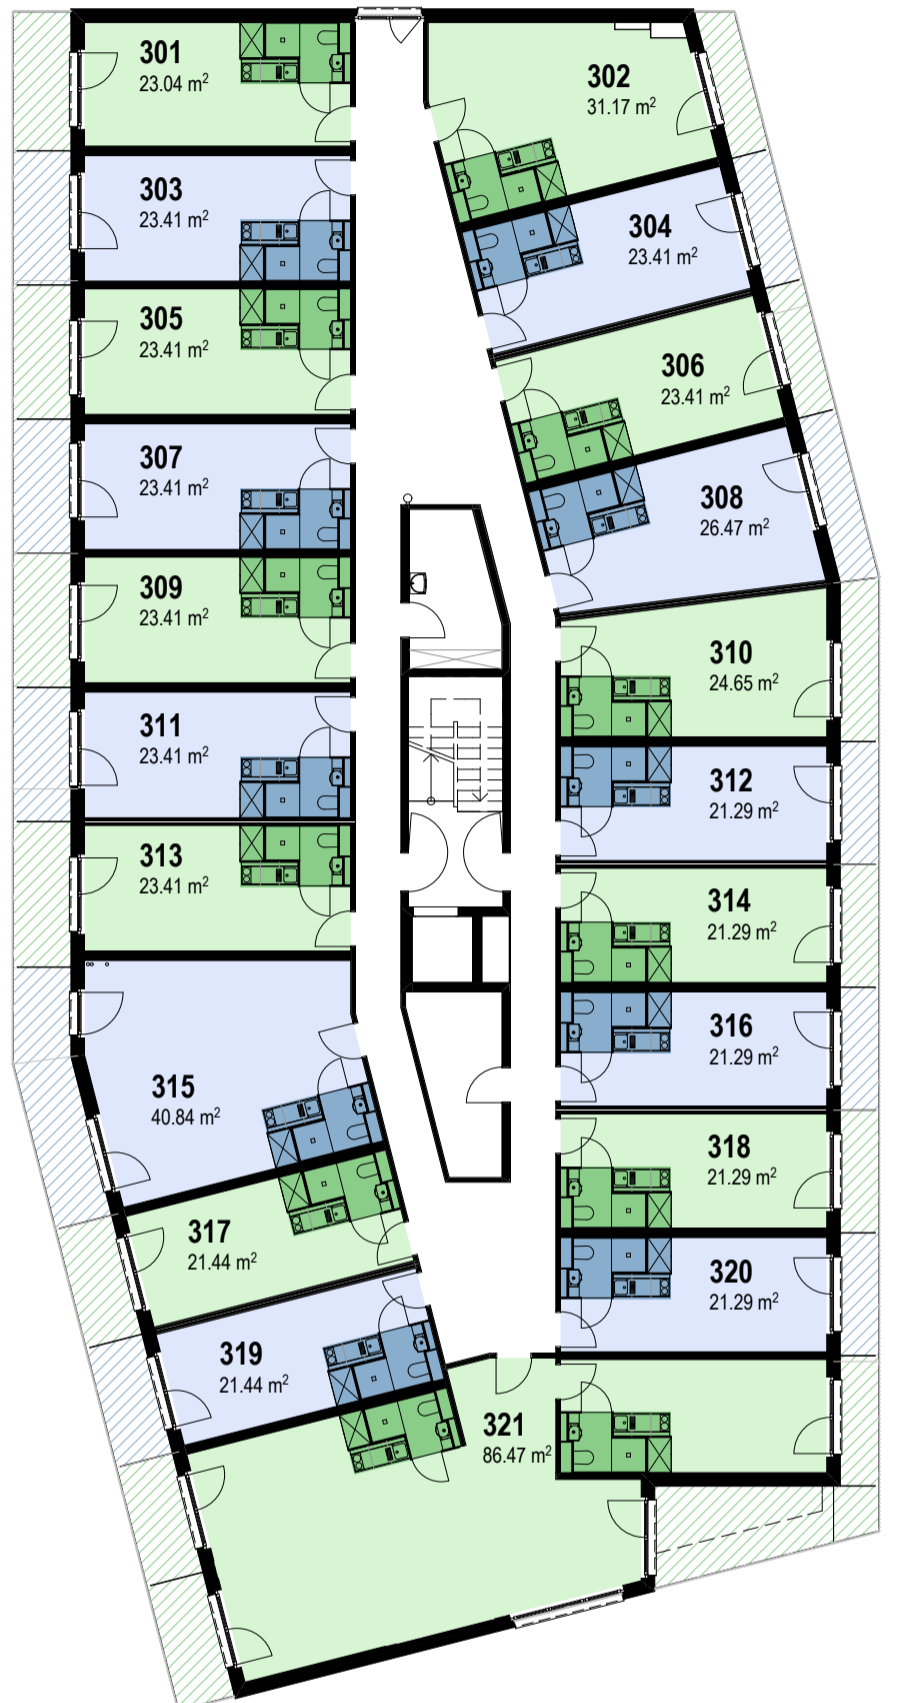 301
23.04 m²
302
31.17 m²
303
23.41 m²
304
23.41 m²
305
23.41 m²
306
23.41 m²
307
23.41 m²
308
26.47 m²
309
23.41 m²
310
24.65 m²
311
23.41 m²
312
21.29 m²
313
23.41 m²
314
21.29 m²
315
40.84 m²
316
21.29 m²
317
21.44 m²
318
21.29 m²
319
21.44 m²
320
21.29 m²
321
86.47 m²